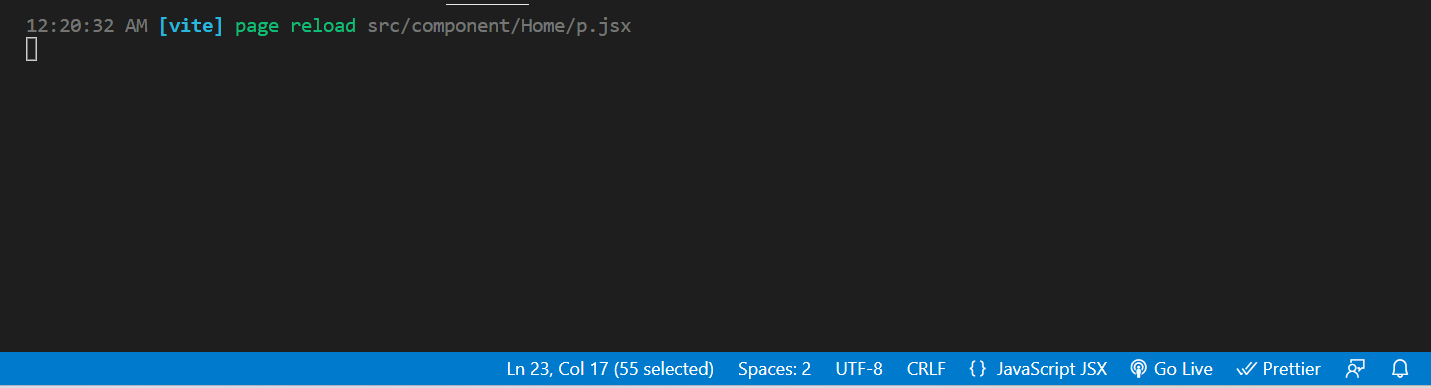 12:20:32 AM [vite] page reload src/component/Home/p.jsx
Ln 23, Col 17 (55 selected) Spaces: 2 UTF-8 CRLF {} JavaScript JSX Go Live Prettier